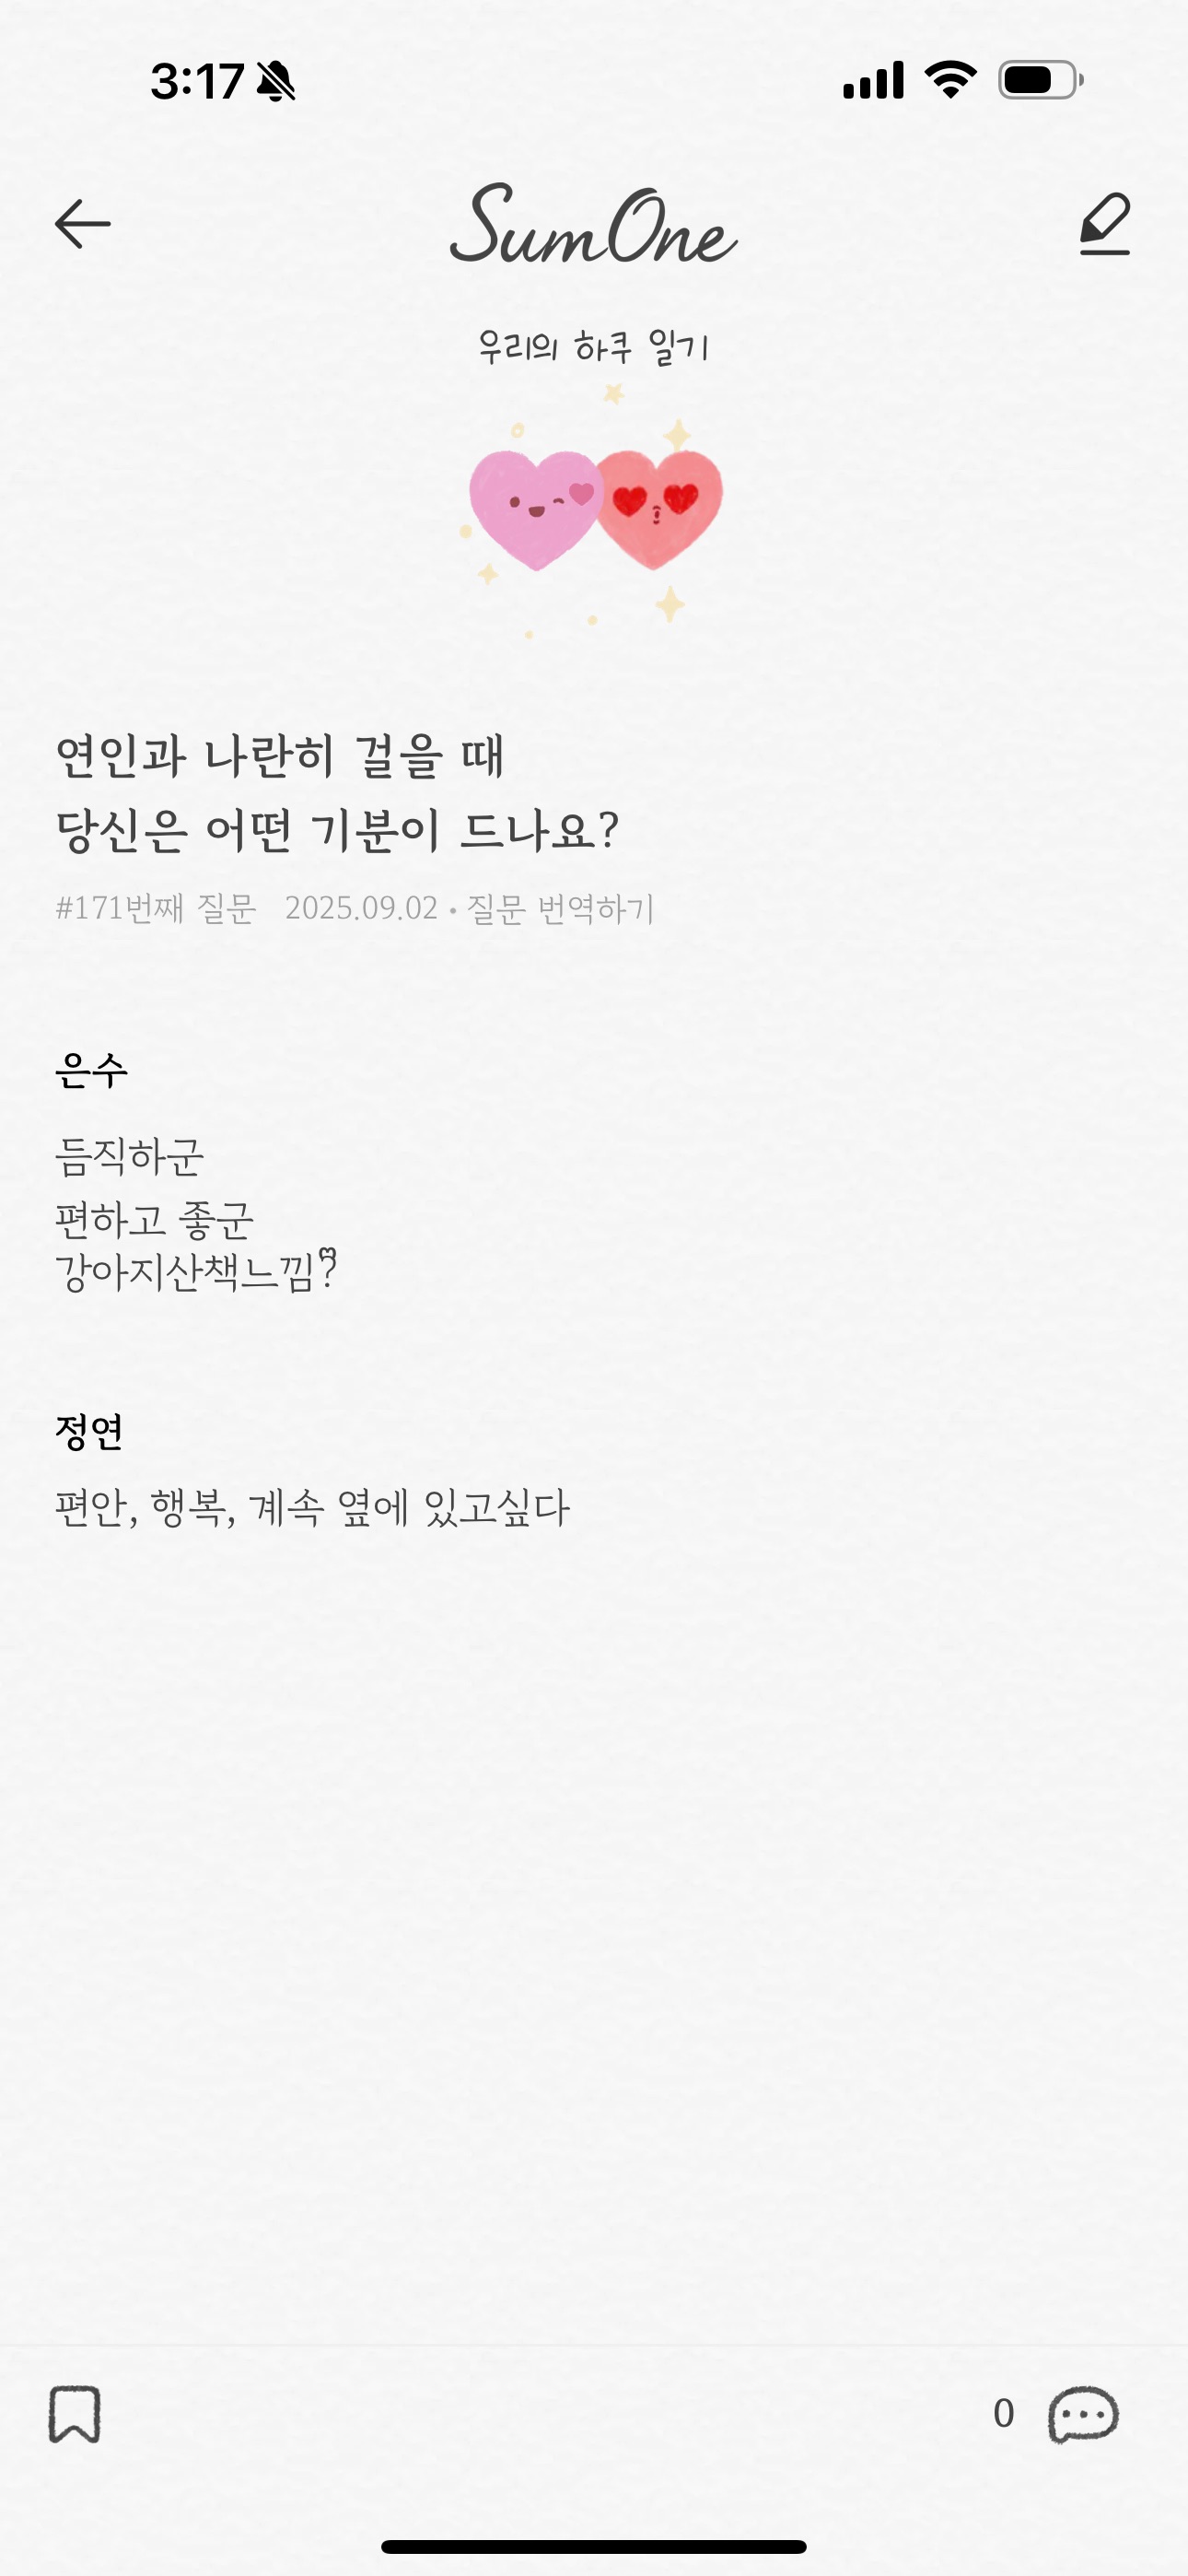 3:17
SumOne
우리의 하쿠 일기
연인과 나란히 걸을 때
당신은 어떤 기분이 드나요?
#171번째 질문 2025.09.02 • 질문 번역하기
은수
듬직하군
편하고 좋군
강아지산책느낌?
정연
편안, 행복, 계속 옆에 있고싶다
0